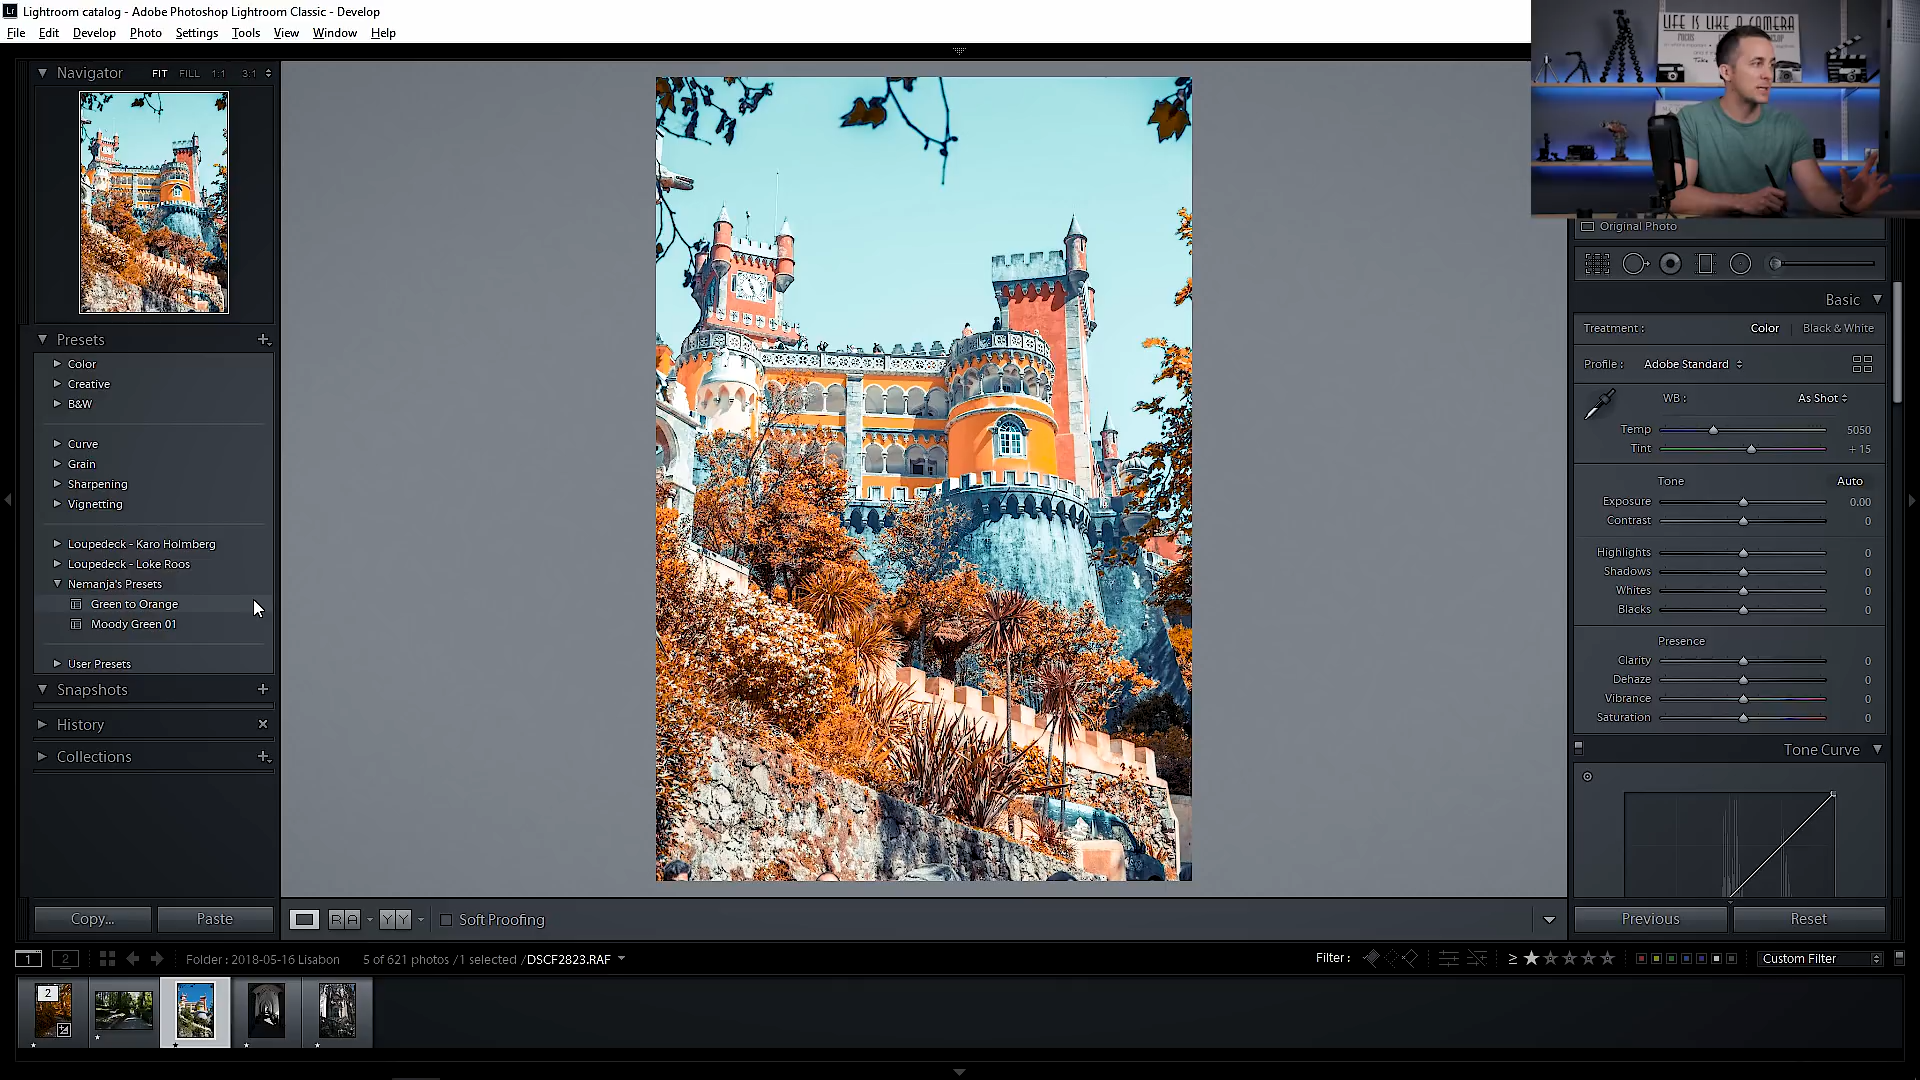 Lightroom catalog - Adobe Photoshop Lightroom Classic - Develop
File Edit Develop Photo Settings Tools View Window Help
LIFE IS LIKE A CAMERA
Navigator FIT FILL 1:1 3:1
Original Photo
Basic
Treatment : Color Black & White
Profile : Adobe Standard
WB : As Shot
Temp 5050
Tint + 15
Tone Auto
Exposure 0.00
Contrast 0
Highlights 0
Shadows 0
Whites 0
Blacks 0
Presence
Clarity 0
Dehaze 0
Vibrance 0
Saturation 0
Tone Curve
Presets
Color
Creative
B&W
Curve
Grain
Sharpening
Vignetting
Loupedeck - Karo Holmberg
Loupedeck - Loke Roos
Nemanja's Presets
Green to Orange
Moody Green 01
User Presets
Snapshots
History
Collections
Copy... Paste
R A Y Y Soft Proofing
Previous Reset
1 2 Folder : 2018-05-16 Lisabon 5 of 621 photos / 1 selected / DSCF2823.RAF
Filter : ≥ Custom Filter
2